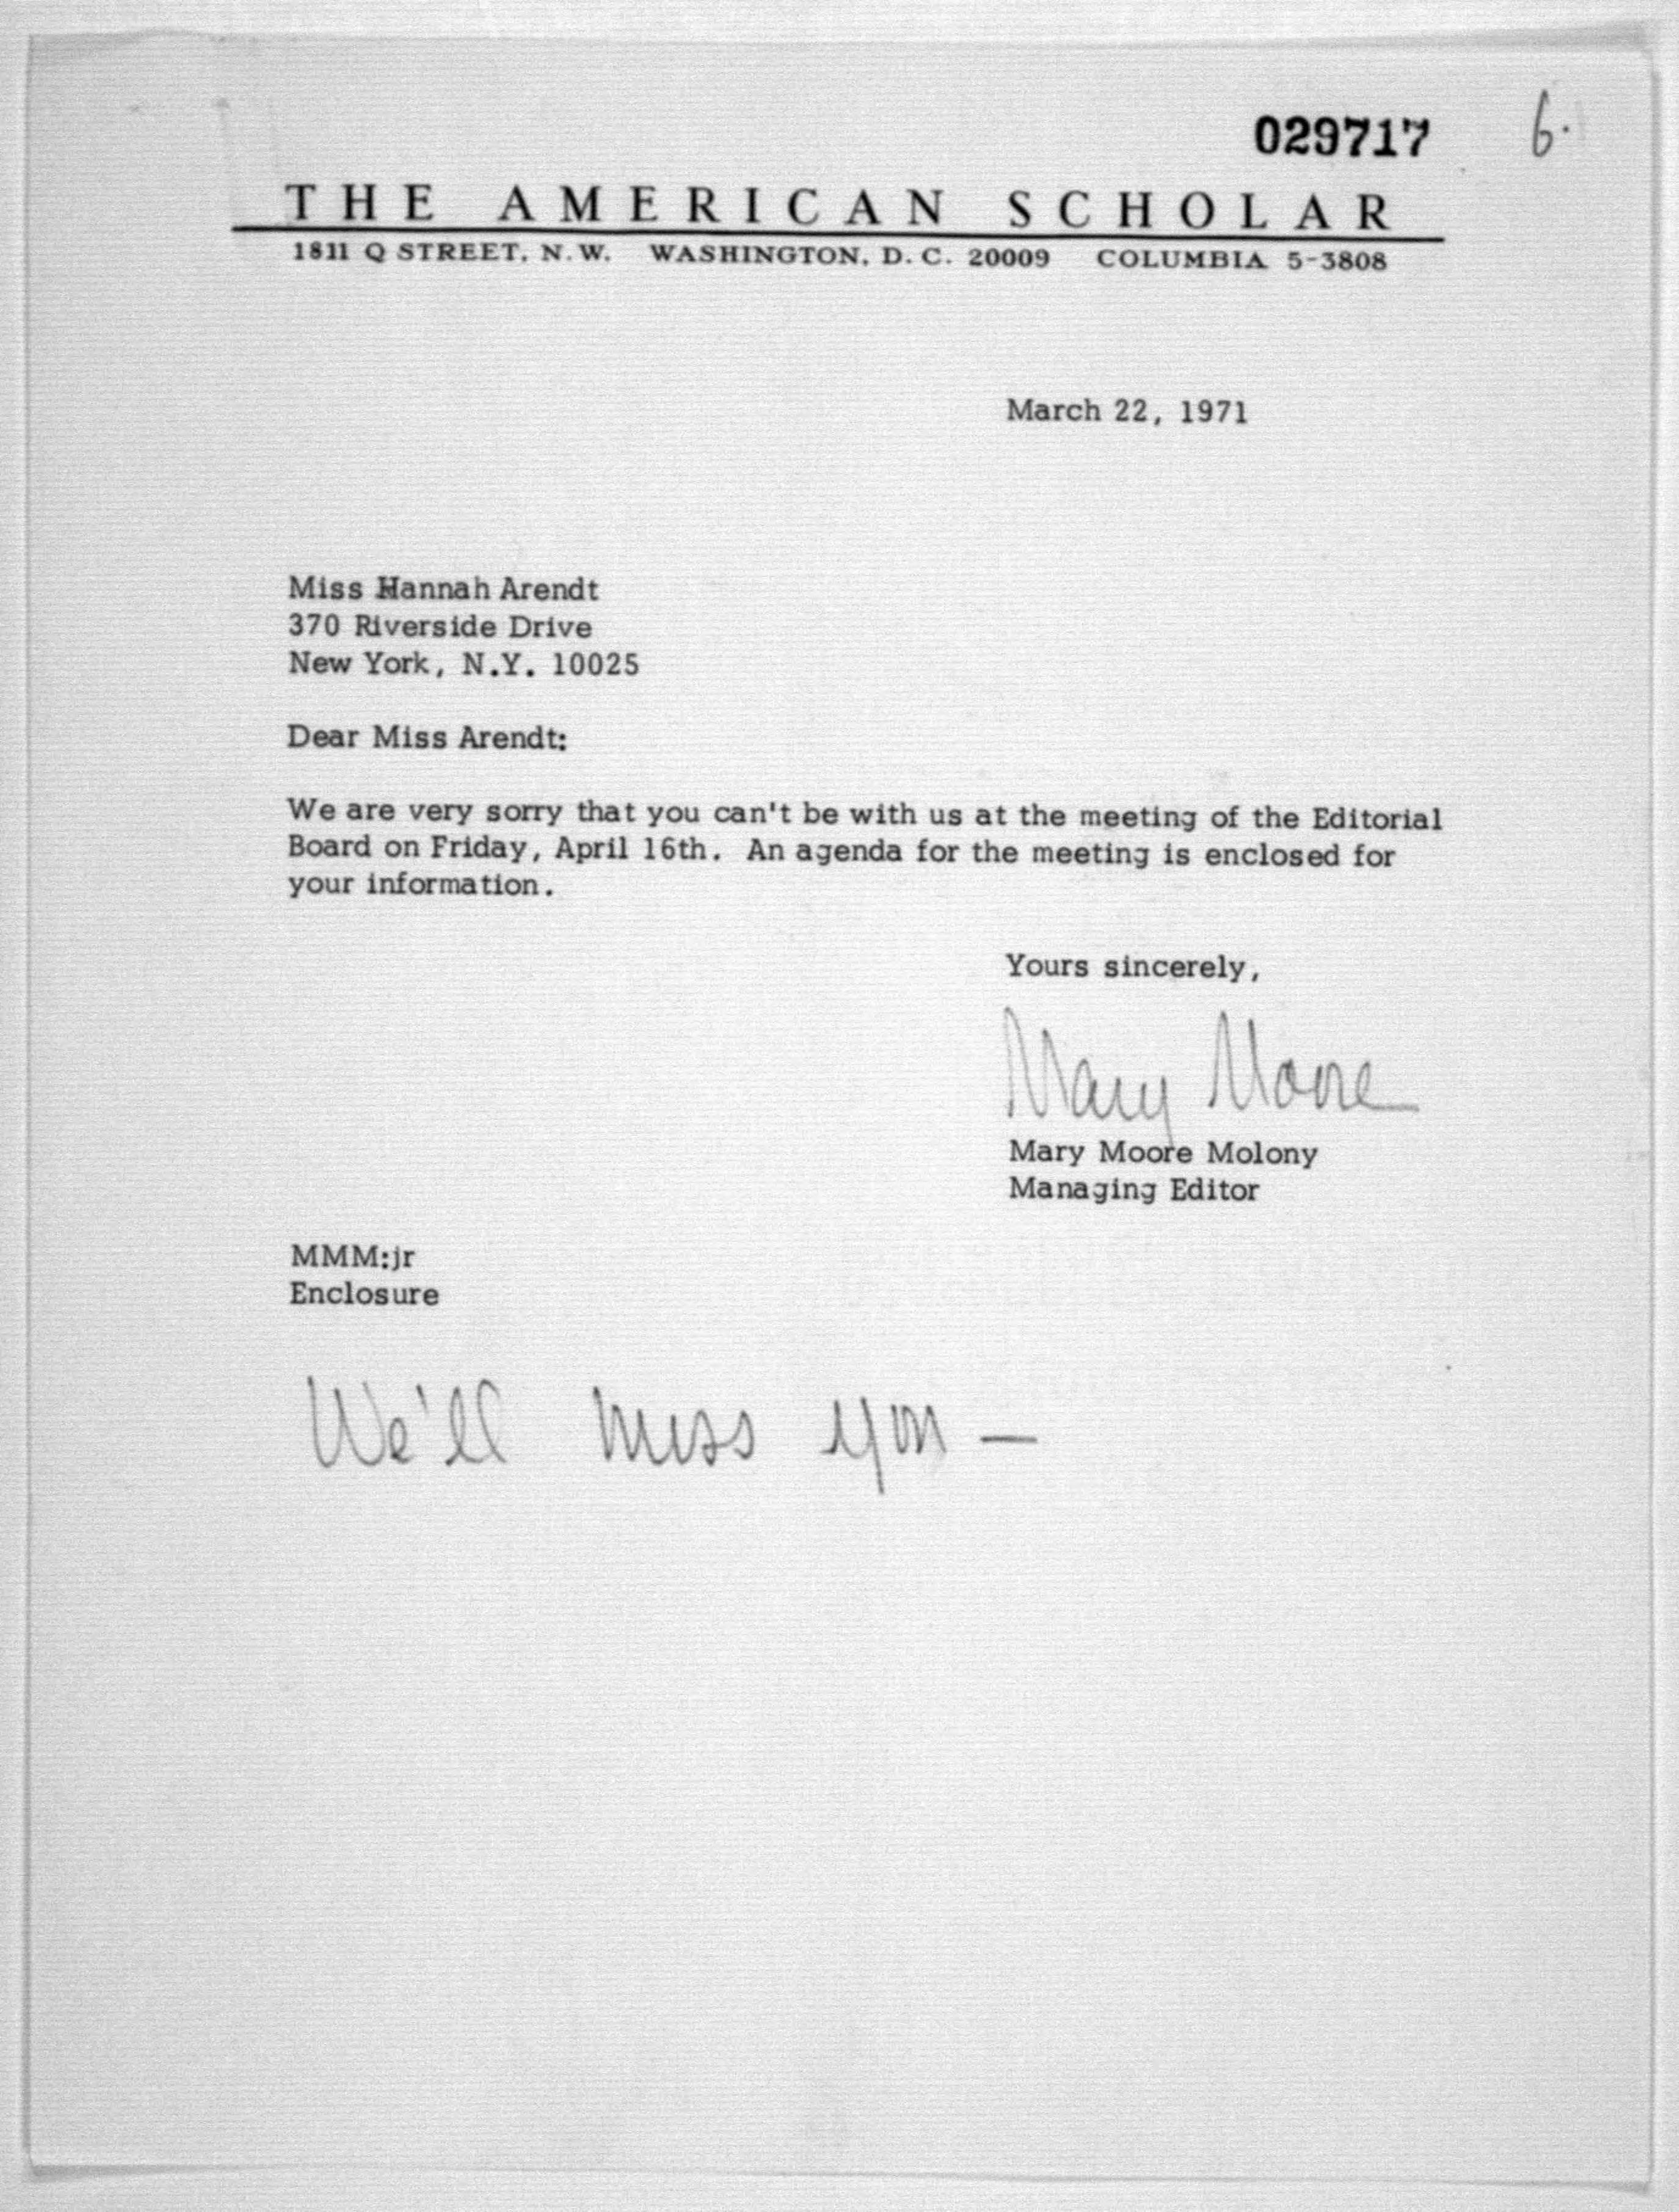 029717 6.
THE AMERICAN SCHOLAR
1811 Q STREET, N.W. WASHINGTON, D.C. 20009 COLUMBIA 5-3808
March 22, 1971
Miss Hannah Arendt
370 Riverside Drive
New York, N.Y. 10025
Dear Miss Arendt:
We are very sorry that you can't be with us at the meeting of the Editorial
Board on Friday, April 16th. An agenda for the meeting is enclosed for
your information.
Yours sincerely,
Mary Moore
Mary Moore Molony
Managing Editor
MMM:jr
Enclosure
We'll miss you —